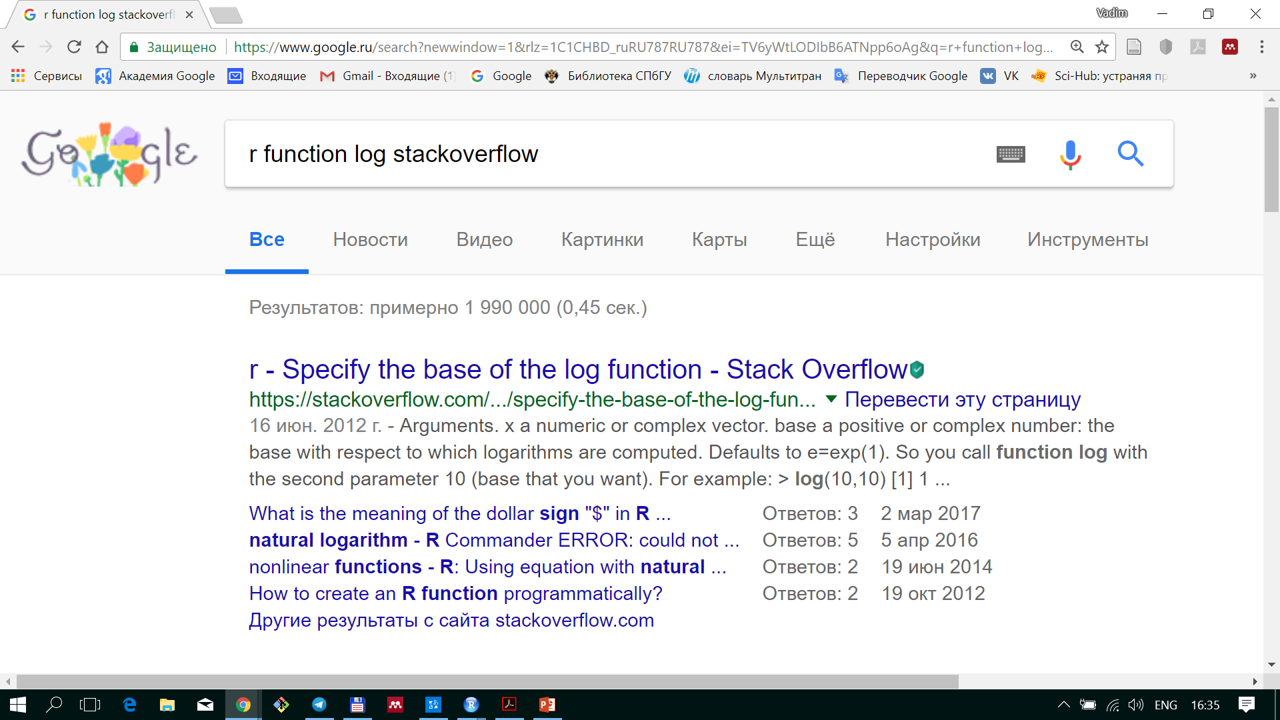 r function log stackoverfl
Vadim
Защищено
https://www.google.ru/search?newwindow=1&rlz=1C1CHBD_ruRU787RU787&ei=TV6yWtLODIbB6ATNpp6oAg&q=r+function+log...
Сервисы Академия Google Входящие Gmail - Входящие (1 Google Библиотека СПбГУ словарь Мультитран Переводчик Google VK Sci-Hub: устраняя пр »
Google
r function log stackoverflow
Все Новости Видео Картинки Карты Ещё Настройки Инструменты
Результатов: примерно 1 990 000 (0,45 сек.)
r - Specify the base of the log function - Stack Overflow
https://stackoverflow.com/.../specify-the-base-of-the-log-fun... ▼ Перевести эту страницу
16 июн. 2012 г. - Arguments. x a numeric or complex vector. base a positive or complex number: the
base with respect to which logarithms are computed. Defaults to e=exp(1). So you call function log with
the second parameter 10 (base that you want). For example: > log(10,10) [1] 1 ...
What is the meaning of the dollar sign "$" in R ... Ответов: 3 2 мар 2017
natural logarithm - R Commander ERROR: could not ... Ответов: 5 5 апр 2016
nonlinear functions - R: Using equation with natural ... Ответов: 2 19 июн 2014
How to create an R function programmatically? Ответов: 2 19 окт 2012
Другие результаты с сайта stackoverflow.com
ENG 16:35